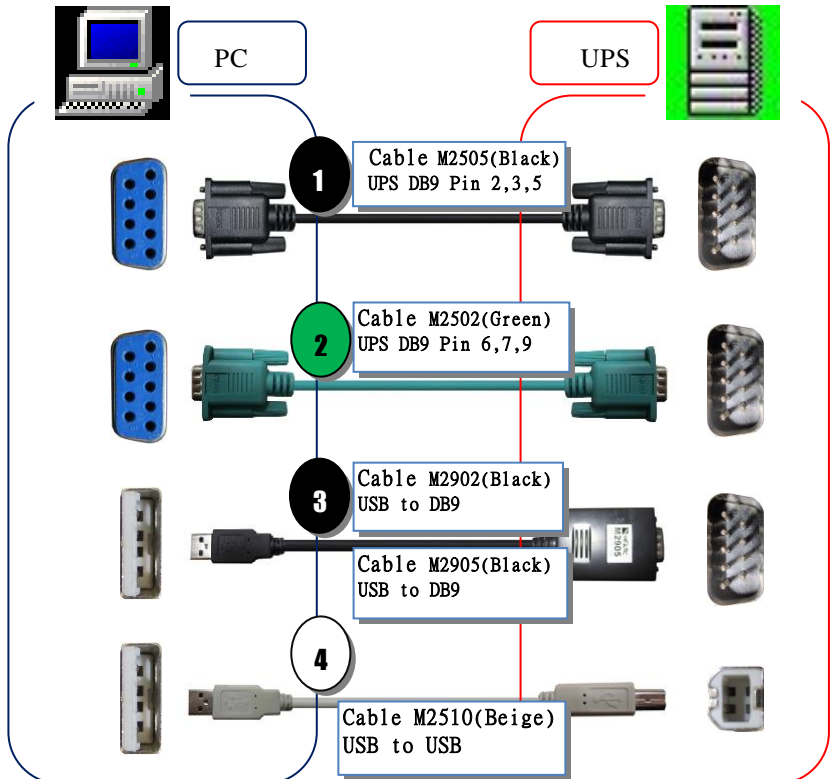 PC
UPS
1
Cable M2505(Black)
UPS DB9 Pin 2,3,5
2
Cable M2502(Green)
UPS DB9 Pin 6,7,9
3
Cable M2902(Black)
USB to DB9
M2905
Cable M2905(Black)
USB to DB9
4
Cable M2510(Beige)
USB to USB